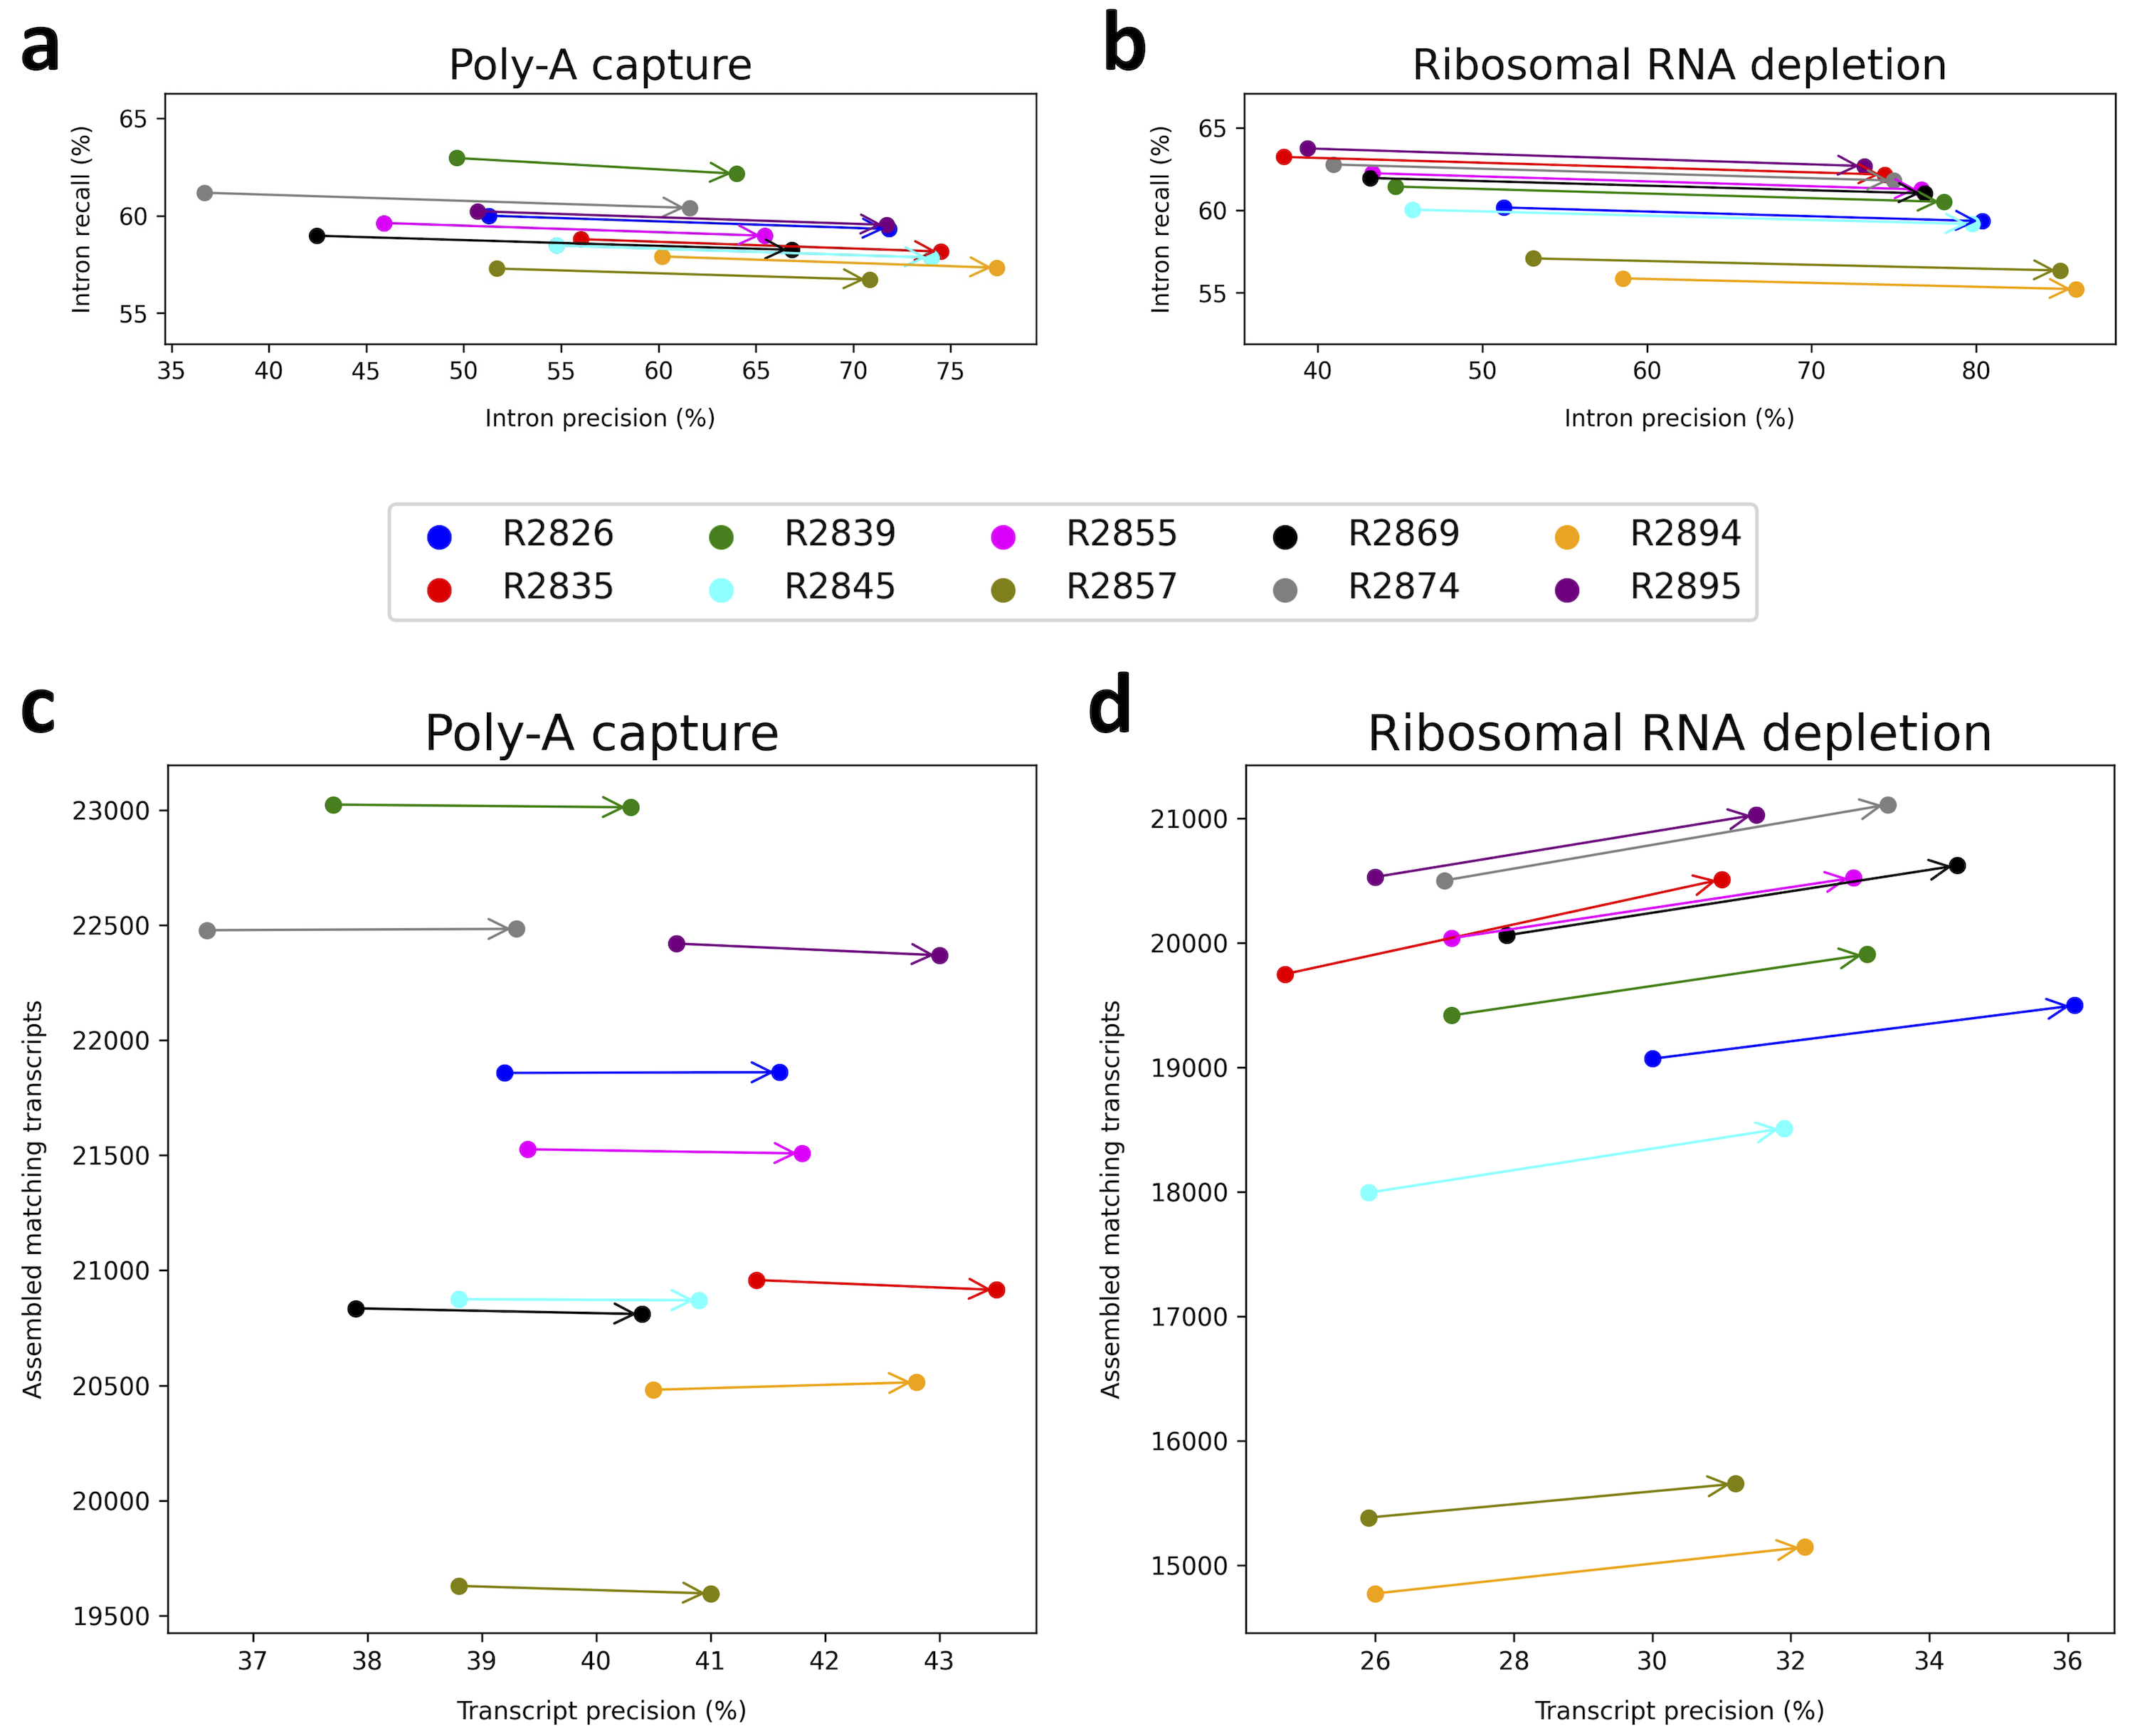 a
Poly-A capture
65
60
55
Intron recall (%)
35 40 45 50 55 60 65 70 75
Intron precision (%)
b
Ribosomal RNA depletion
65
60
55
Intron recall (%)
40 50 60 70 80
Intron precision (%)
R2826 R2839 R2855 R2869 R2894
R2835 R2845 R2857 R2874 R2895
c
Poly-A capture
23000
22500
22000
21500
21000
20500
20000
19500
Assembled matching transcripts
37 38 39 40 41 42 43
Transcript precision (%)
d
Ribosomal RNA depletion
21000
20000
19000
18000
17000
16000
15000
Assembled matching transcripts
26 28 30 32 34 36
Transcript precision (%)